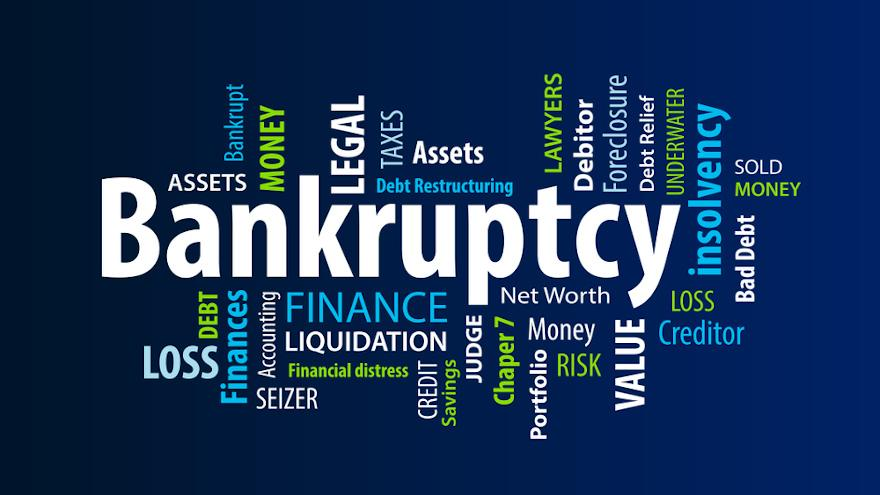 Bankrupt
MONEY
LEGAL
TAXES
Assets
LAWYERS
Debitor
Foreclosure
Debt Relief
UNDERWATER
insolvency
SOLD
MONEY
ASSETS
Debt Restructuring
Bankruptcy
Bad Debt
Net Worth
LOSS
DEBT
Finances
Accounting
FINANCE
LIQUIDATION
JUDGE
Chaper 7
Money
VALUE
Creditor
LOSS
Financial distress
CREDIT
Savings
Portfolio
RISK
SEIZER